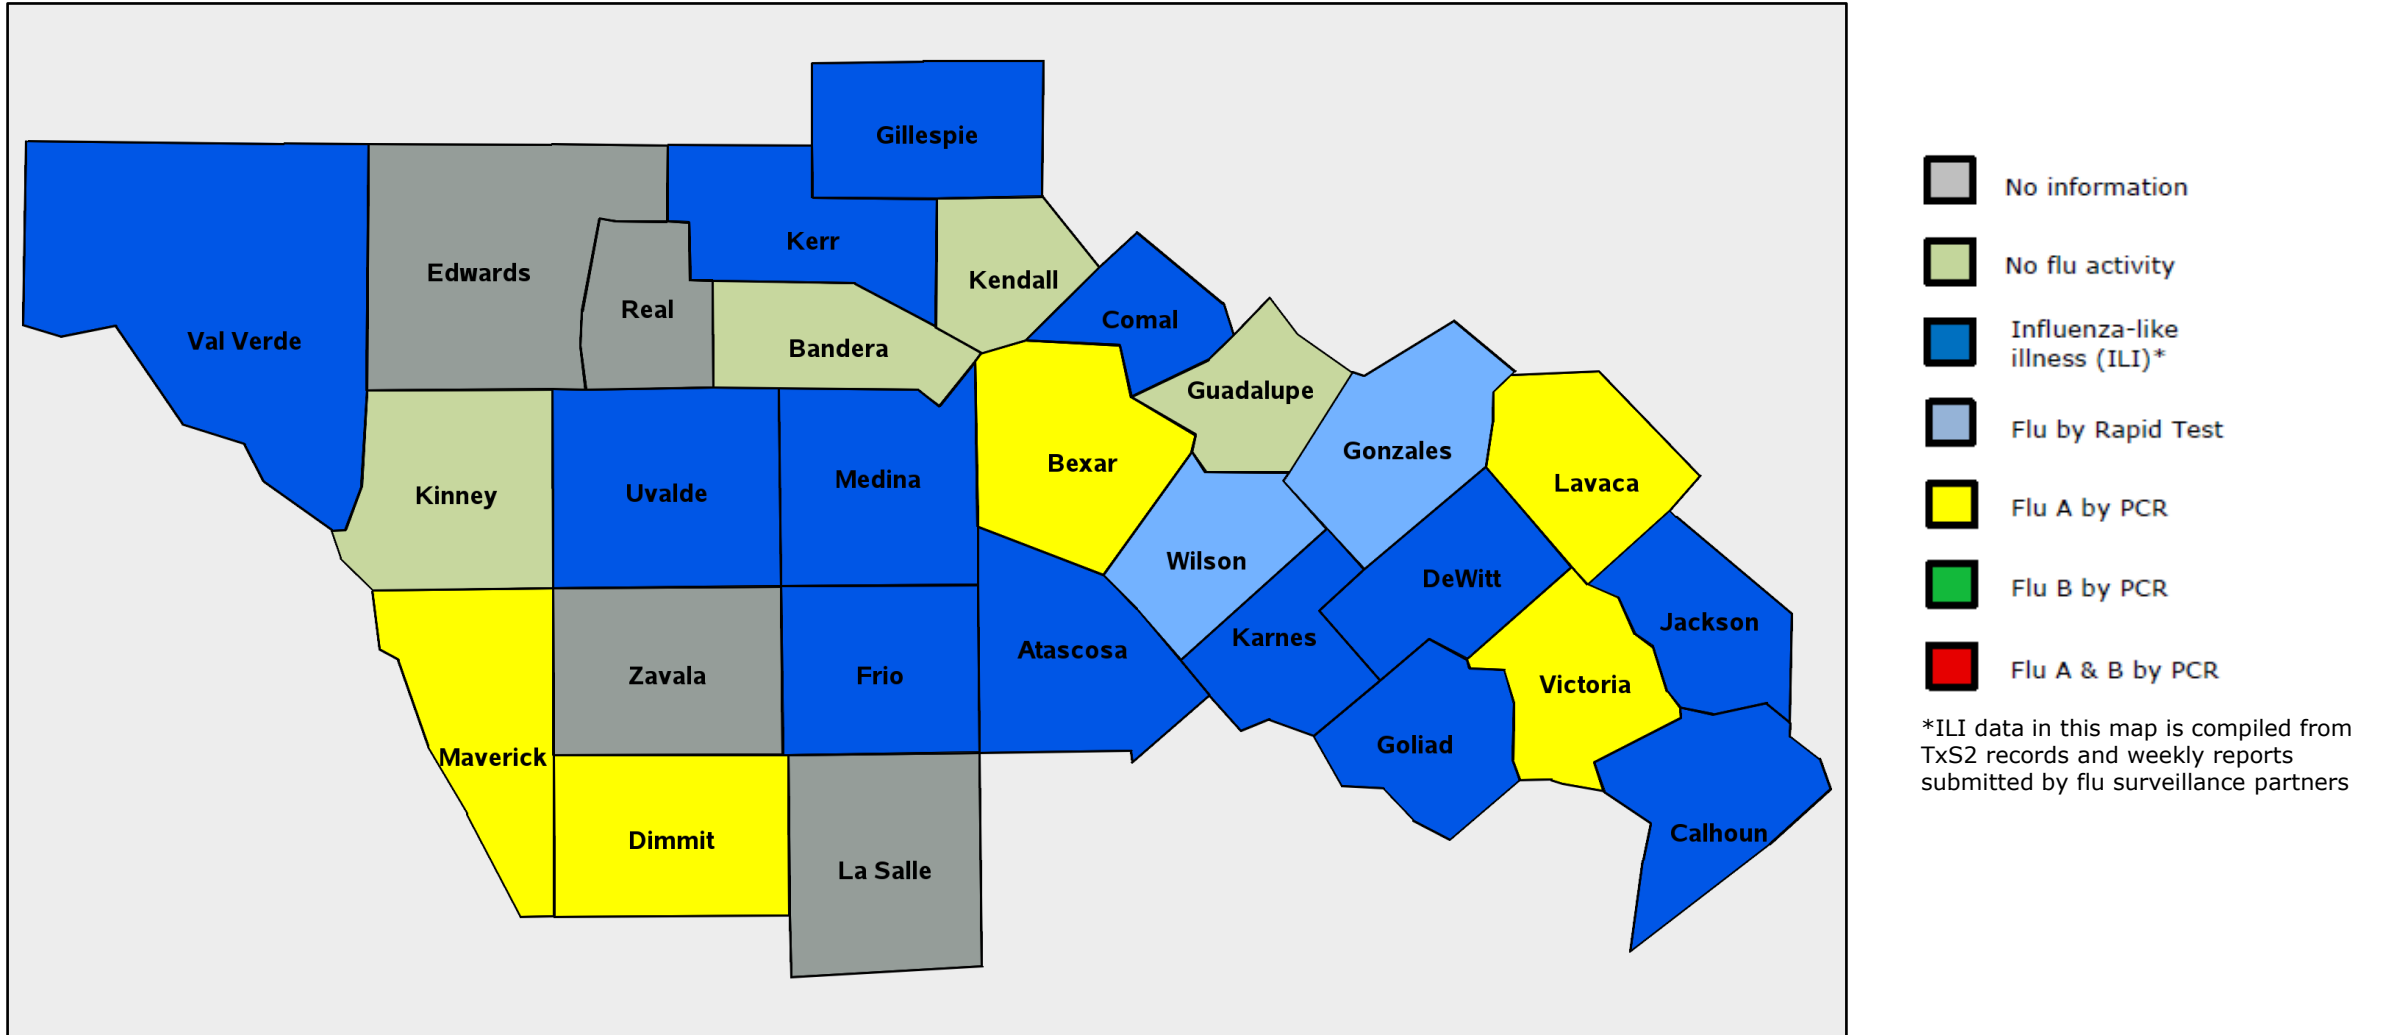 Gillespie
Kerr
Edwards
Kendall
Real
Comal
Val Verde
Bandera
Guadalupe
Gonzales
Bexar
Medina
Lavaca
Uvalde
Kinney
Wilson
DeWitt
Jackson
Karnes
Atascosa
Zavala
Frio
Victoria
Goliad
Maverick
Calhoun
Dimmit
La Salle
No information
No flu activity
Influenza-like
illness (ILI)*
Flu by Rapid Test
Flu A by PCR
Flu B by PCR
Flu A & B by PCR
*ILI data in this map is compiled from
TxS2 records and weekly reports
submitted by flu surveillance partners